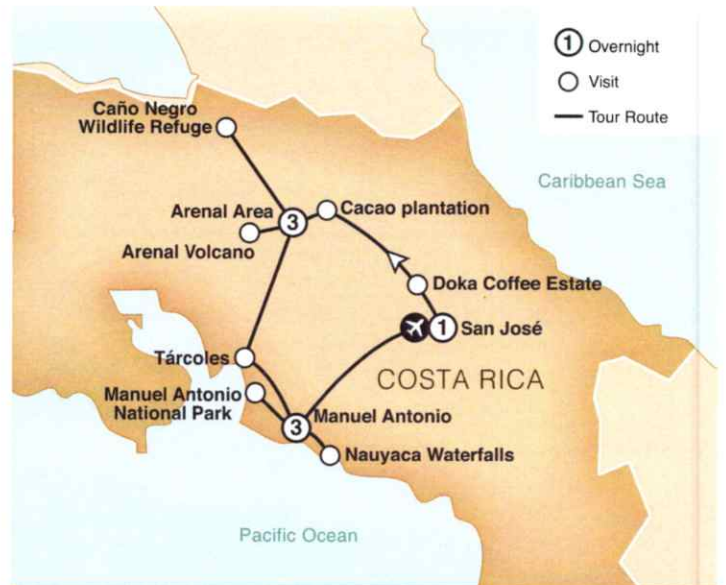 1 Overnight
Visit
Tour Route
Caribbean Sea
Caño Negro
Wildlife Refuge
Arenal Area
3
Cacao plantation
Arenal Volcano
Doka Coffee Estate
1
San José
Tárcoles
COSTA RICA
Manuel Antonio
National Park
Manuel Antonio
3
Nauyaca Waterfalls
Pacific Ocean